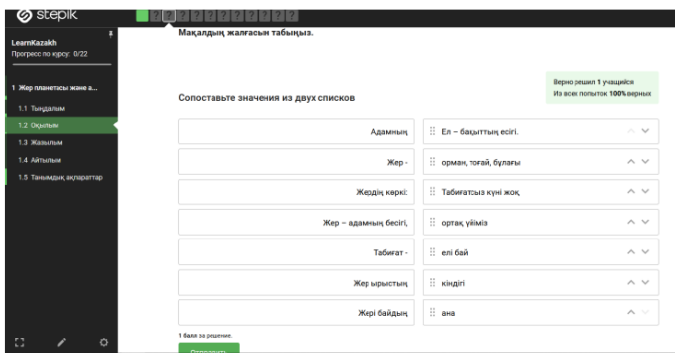 stepik
Мақалдың жалғасын табыңыз.
LearnKazakh
Прогресс по курсу: 0/22
1 Жер планетасы және а...
1.1 Тыңдалым
1.2 Оқылым
1.3 Жазылым
1.4 Айтылым
1.5 Танымдық ақпараттар
Верно решил 1 учащийся
Из всех попыток 100% верных
Сопоставьте значения из двух списков
Адамның Ел – бақыттың есігі.
Жер - орман, тоғай, бұлағы
Жердің көркі: Табиғатсыз күні жоқ
Жер – адамның бесігі, ортақ үйіміз
Табиғат - елі бай
Жер ырыстың кіндігі
Жері байдың ана
1 балл за решение.
Отправить